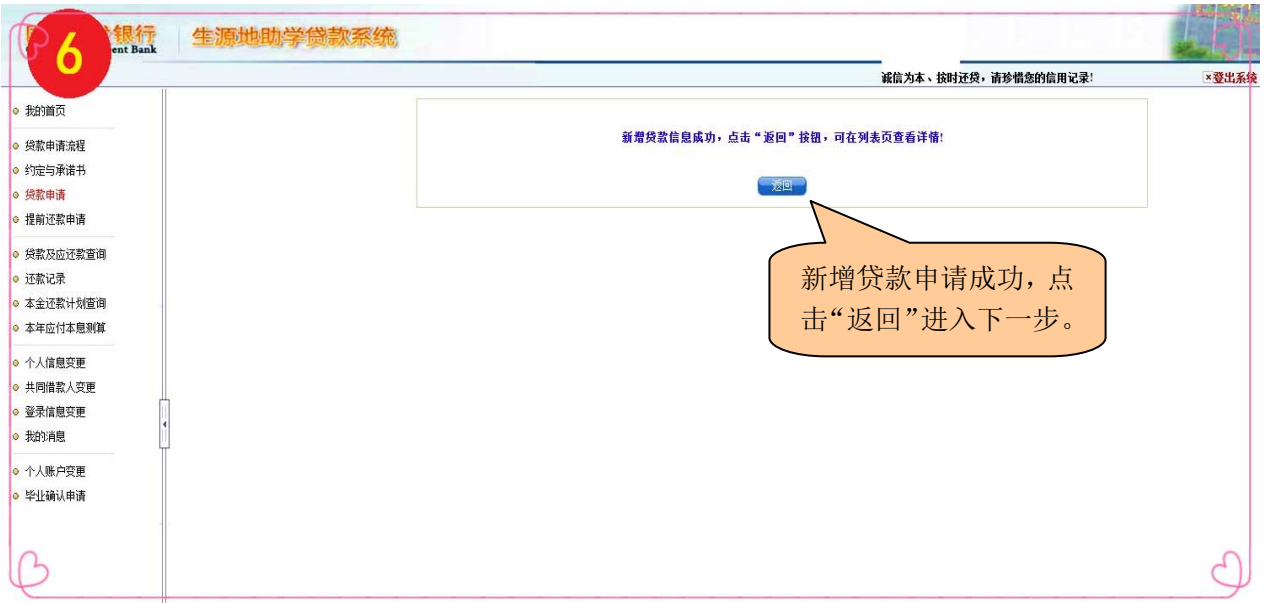 6
银行
ent Bank
生源地助学贷款系统
诚信为本、按时还贷，请珍惜您的信用记录!
×登出系统
我的首页
贷款申请流程
约定与承诺书
贷款申请
提前还款申请
贷款及应还款查询
还款记录
本金还款计划查询
本年应付本息测算
个人信息变更
共同借款人变更
登录信息变更
我的消息
个人账户变更
毕业确认申请
新增贷款信息成功，点击“返回”按钮，可在列表页查看详情!
返回
新增贷款申请成功，点
击“返回”进入下一步。